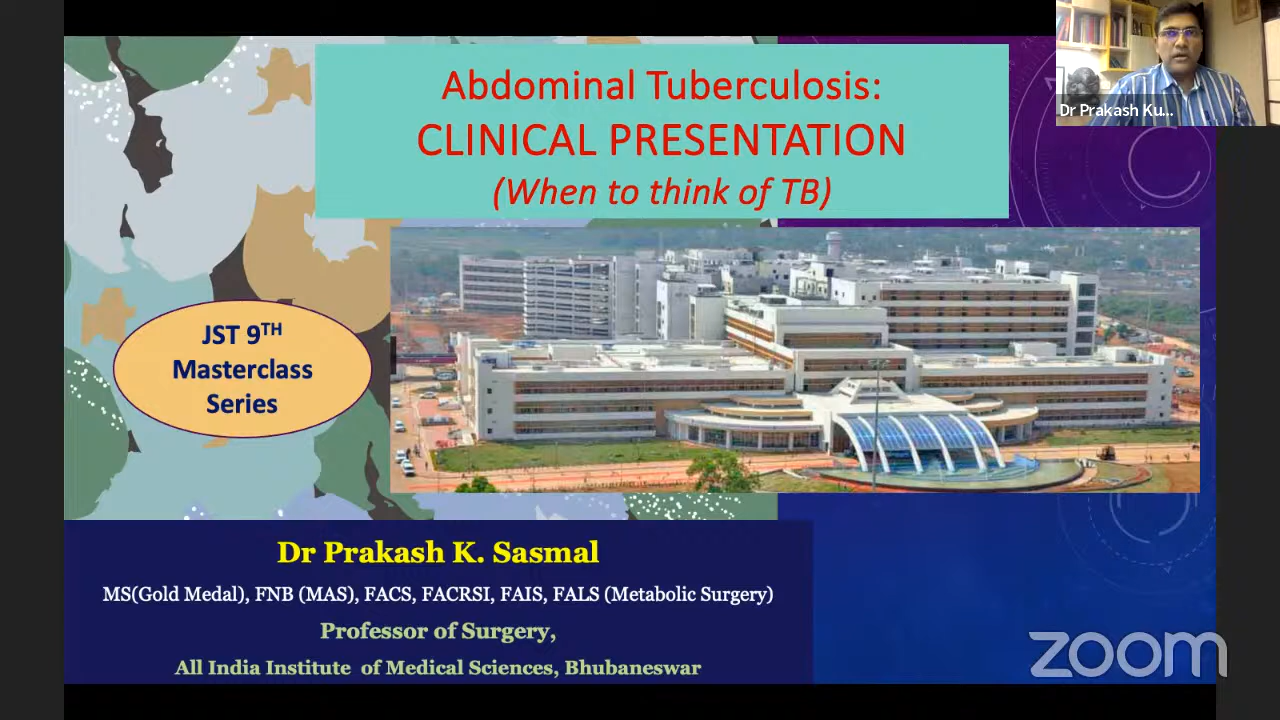 Abdominal Tuberculosis:
CLINICAL PRESENTATION
(When to think of TB)
Dr Prakash Ku...
JST 9TH
Masterclass
Series
Dr Prakash K. Sasmal
MS(Gold Medal), FNB (MAS), FACS, FACRSI, FAIS, FALS (Metabolic Surgery)
Professor of Surgery,
All India Institute of Medical Sciences, Bhubaneswar
zoom